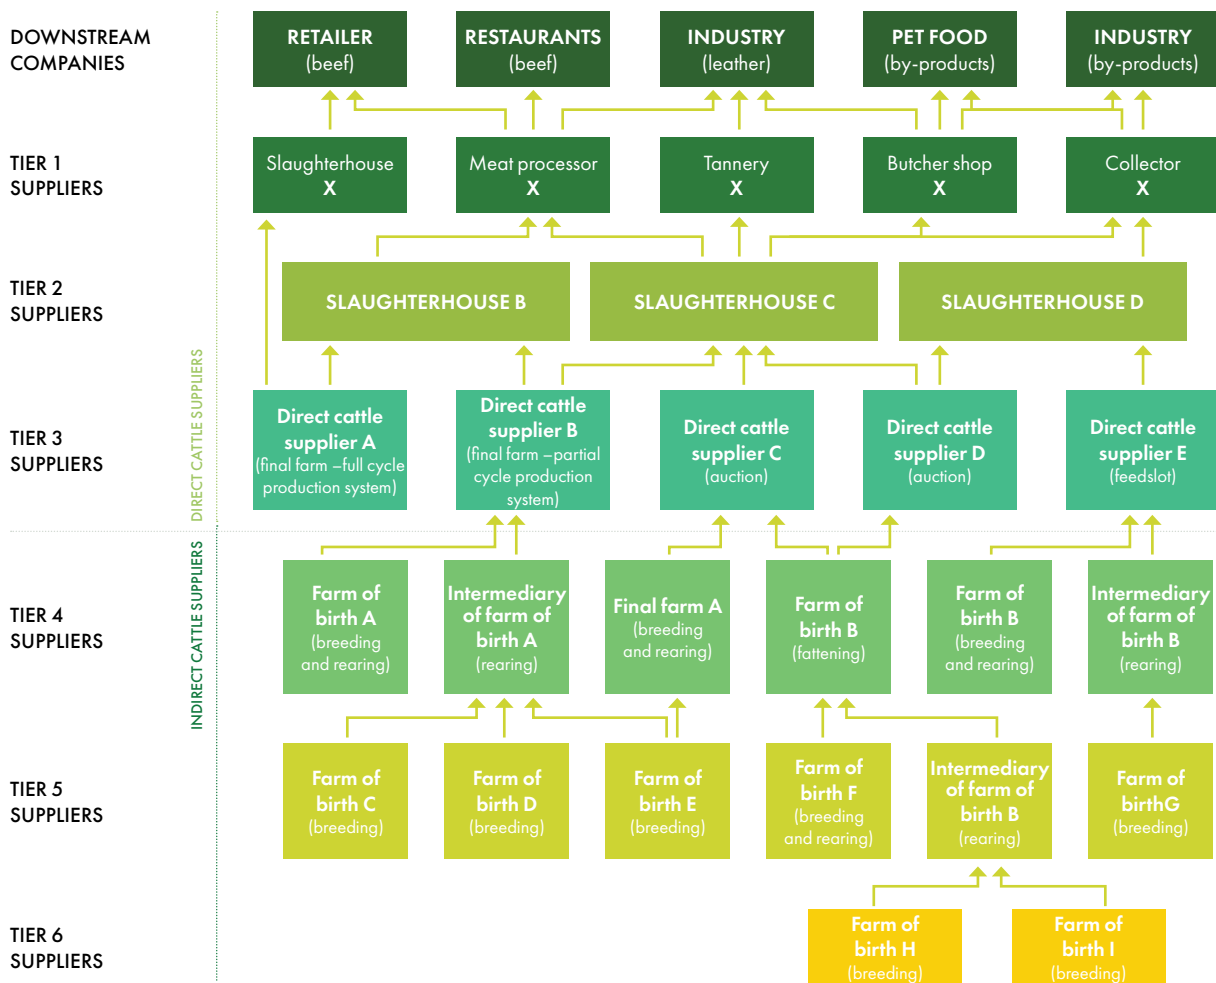 DOWNSTREAM
COMPANIES
RETAILER
(beef)
RESTAURANTS
(beef)
INDUSTRY
(leather)
PET FOOD
(by-products)
INDUSTRY
(by-products)
TIER 1
SUPPLIERS
Slaughterhouse
X
Meat processor
X
Tannery
X
Butcher shop
X
Collector
X
TIER 2
SUPPLIERS
SLAUGHTERHOUSE B
SLAUGHTERHOUSE C
SLAUGHTERHOUSE D
DIRECT CATTLE SUPPLIERS
TIER 3
SUPPLIERS
Direct cattle
supplier A
(final farm –full cycle
production system)
Direct cattle
supplier B
(final farm –partial
cycle production
system)
Direct cattle
supplier C
(auction)
Direct cattle
supplier D
(auction)
Direct cattle
supplier E
(feedslot)
INDIRECT CATTLE SUPPLIERS
TIER 4
SUPPLIERS
Farm of
birth A
(breeding
and rearing)
Intermediary
of farm of
birth A
(rearing)
Final farm A
(breeding
and rearing)
Farm of
birth B
(fattening)
Farm of
birth B
(breeding
and rearing)
Intermediary
of farm of
birth B
(rearing)
TIER 5
SUPPLIERS
Farm of
birth C
(breeding)
Farm of
birth D
(breeding)
Farm of
birth E
(breeding)
Farm of
birth F
(breeding
and rearing)
Intermediary
of farm of
birth B
(rearing)
Farm of
birthG
(breeding)
TIER 6
SUPPLIERS
Farm of
birth H
(breeding)
Farm of
birth I
(breeding)